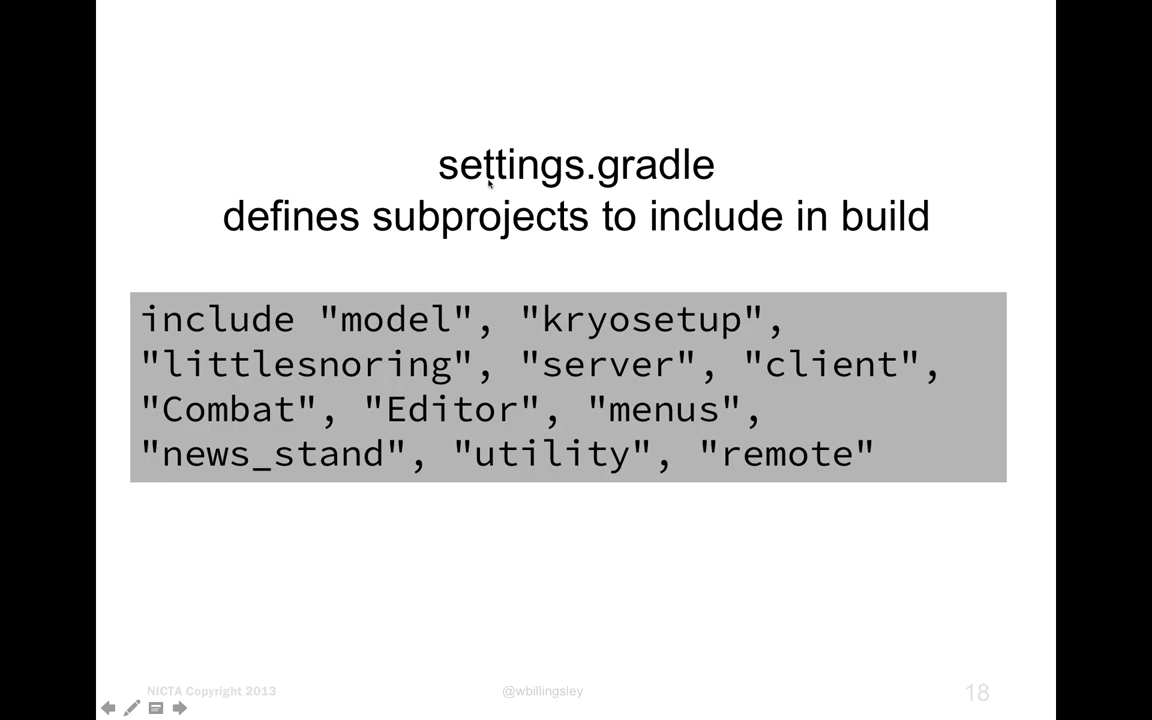 settings.gradle
defines subprojects to include in build
include "model", "kryosetup",
"littlesnoring", "server", "client",
"Combat", "Editor", "menus",
"news_stand", "utility", "remote"
NICTA Copyright 2013
@wbillingsley
18